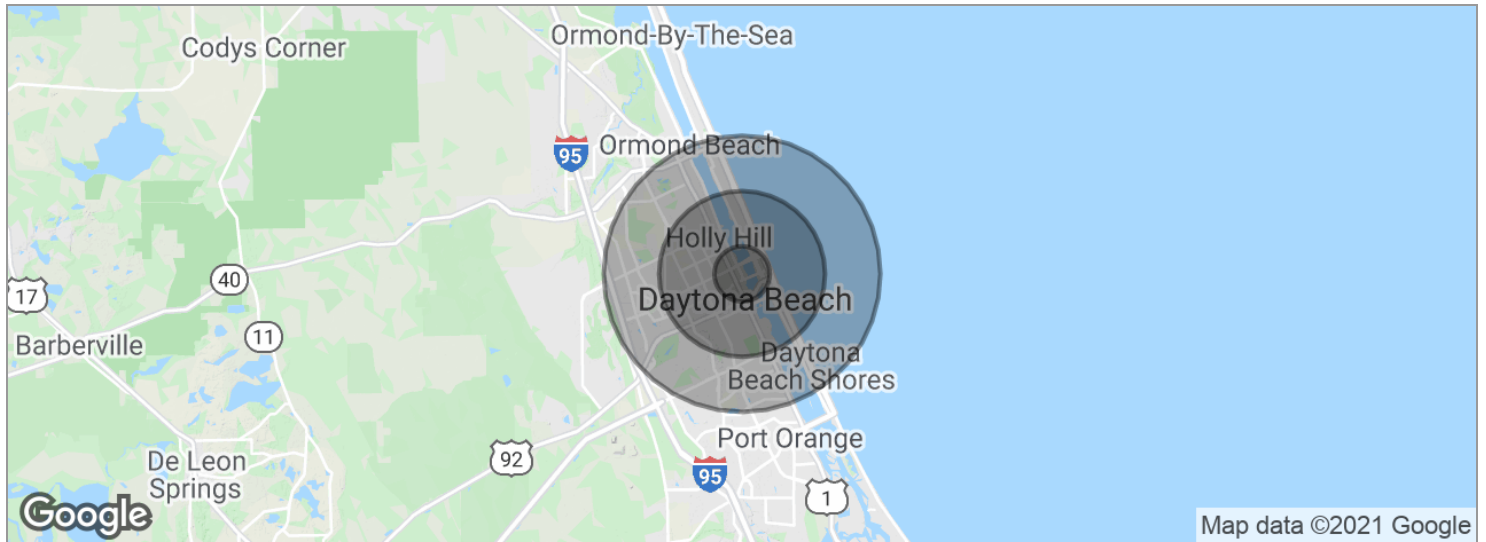 Codys Corner
Ormond-By-The-Sea
95
Ormond Beach
Holly Hill
40
17
Daytona Beach
11
Barberville
Daytona
Beach Shores
Port Orange
92
De Leon
Springs
95
1
Google
Map data ©2021 Google